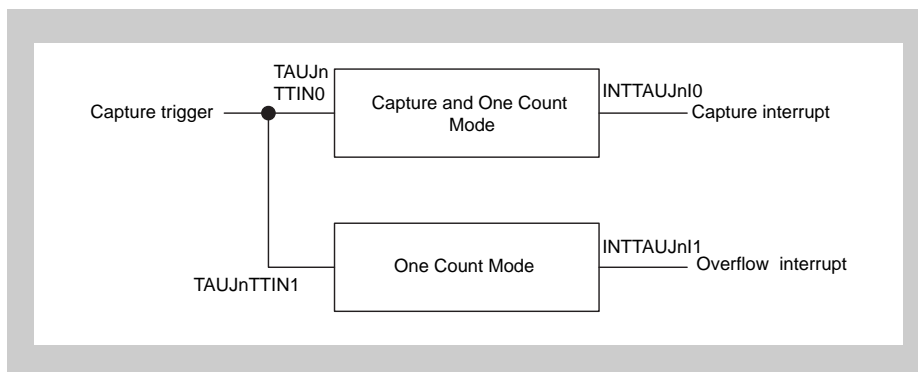 TAUJn
TTIN0
Capture trigger
Capture and One Count
Mode
INTTAUJnI0
Capture interrupt
TAUJnTTIN1
One Count Mode
INTTAUJnI1
Overflow interrupt